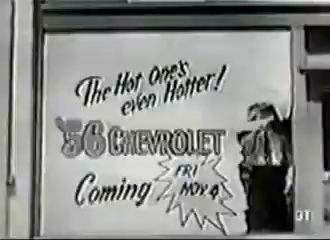 The Hot One's
even Hotter!
'56 CHEVROLET
Coming
FRI
NOV 4